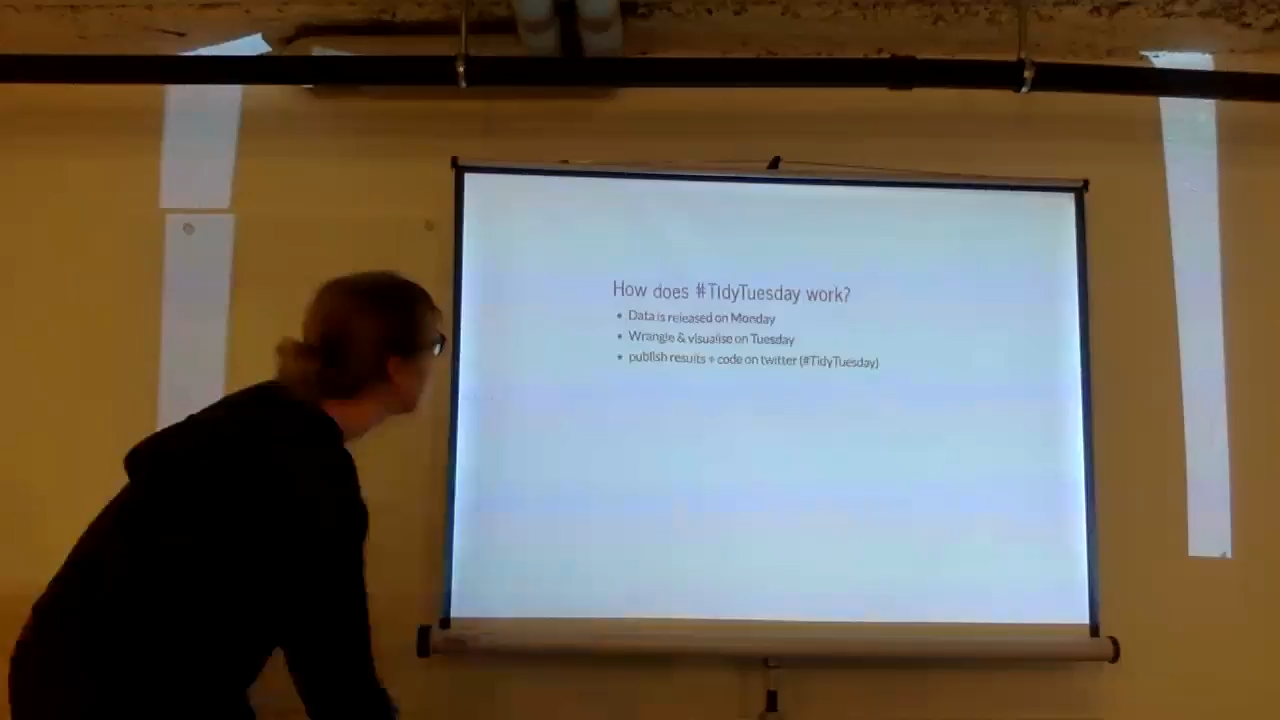 How does #TidyTuesday work?
• Data is released on Monday
• Wrangle & visualise on Tuesday
• publish results + code on twitter (#TidyTuesday)